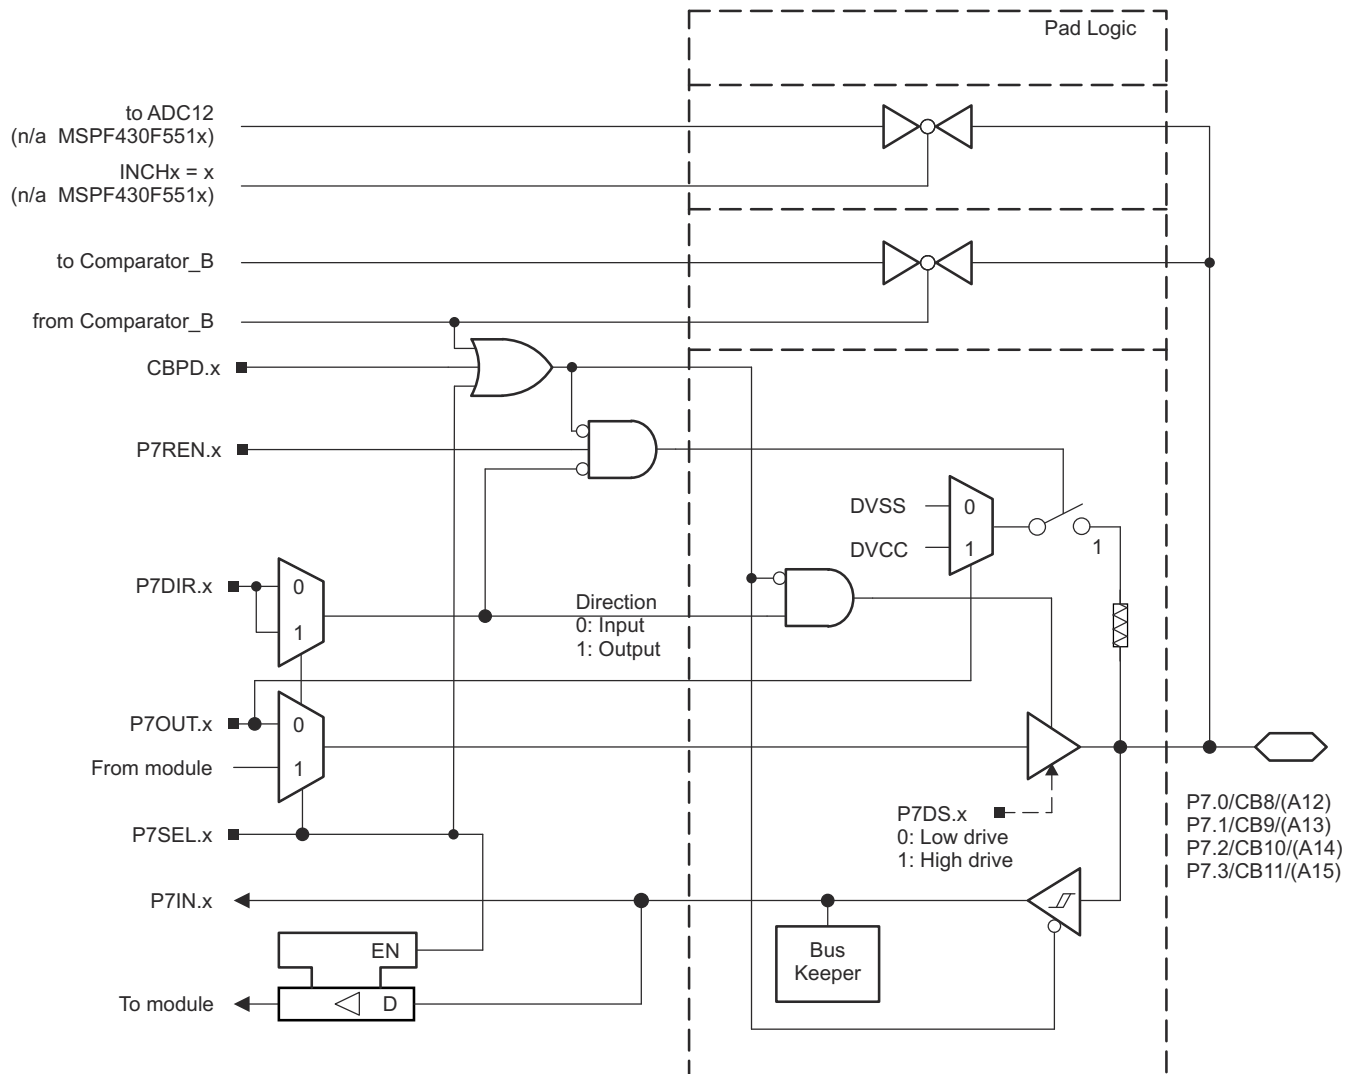 Pad Logic
to ADC12
(n/a MSPF430F551x)
INCHx = x
(n/a MSPF430F551x)
to Comparator_B
from Comparator_B
CBPD.x
P7REN.x
DVSS
0
DVCC
1
1
P7DIR.x
0
1
Direction
0: Input
1: Output
P7OUT.x
0
From module
1
P7DS.x
0: Low drive
1: High drive
P7.0/CB8/(A12)
P7.1/CB9/(A13)
P7.2/CB10/(A14)
P7.3/CB11/(A15)
P7SEL.x
P7IN.x
EN
Bus
Keeper
To module
D